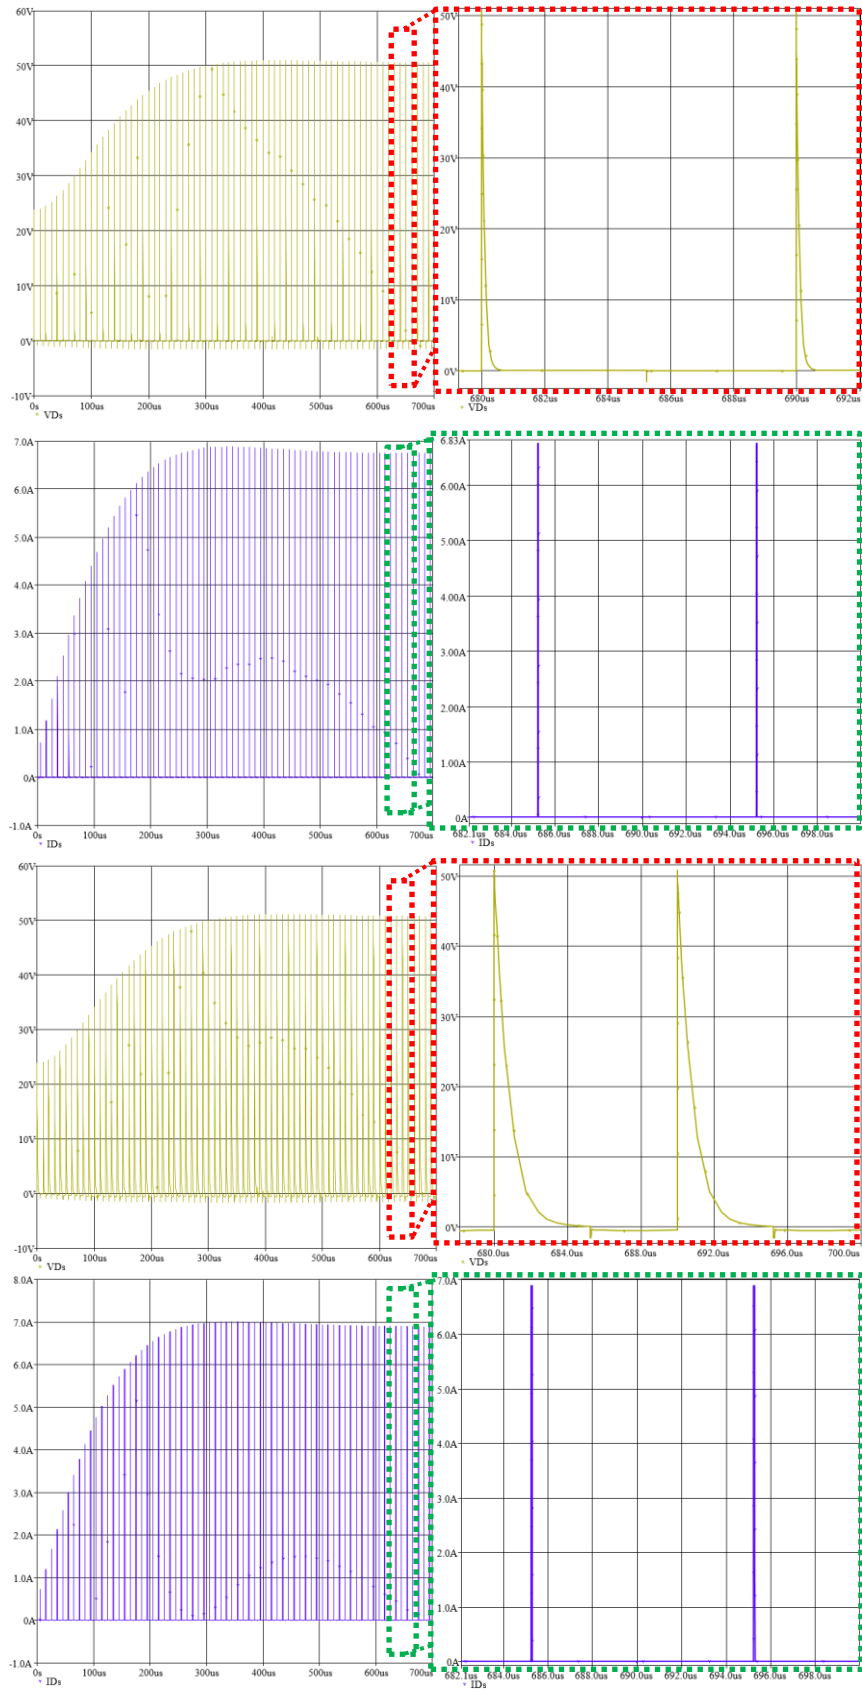 60V
50V
40V
30V
20V
10V
0V
-10V
0s 100us 200us 300us 400us 500us 600us 700us
VDs
50V
40V
30V
20V
10V
0V
680us 682us 684us 686us 688us 690us 692us
VDs
7.0A
6.0A
5.0A
4.0A
3.0A
2.0A
1.0A
0A
-1.0A
0s 100us 200us 300us 400us 500us 600us 700us
IDs
6.83A
6.00A
5.00A
4.00A
3.00A
2.00A
1.00A
0A
682.1us 684.0us 686.0us 688.0us 690.0us 692.0us 694.0us 696.0us 698.0us
IDs
60V
50V
40V
30V
20V
10V
0V
-10V
0s 100us 200us 300us 400us 500us 600us 700us
VDs
50V
40V
30V
20V
10V
0V
680.0us 684.0us 688.0us 692.0us 696.0us 700.0us
VDs
8.0A
7.0A
6.0A
5.0A
4.0A
3.0A
2.0A
1.0A
0A
-1.0A
0s 100us 200us 300us 400us 500us 600us 700us
IDs
7.0A
6.0A
5.0A
4.0A
3.0A
2.0A
1.0A
0A
682.1us 684.0us 686.0us 688.0us 690.0us 692.0us 694.0us 696.0us 698.0us
IDs